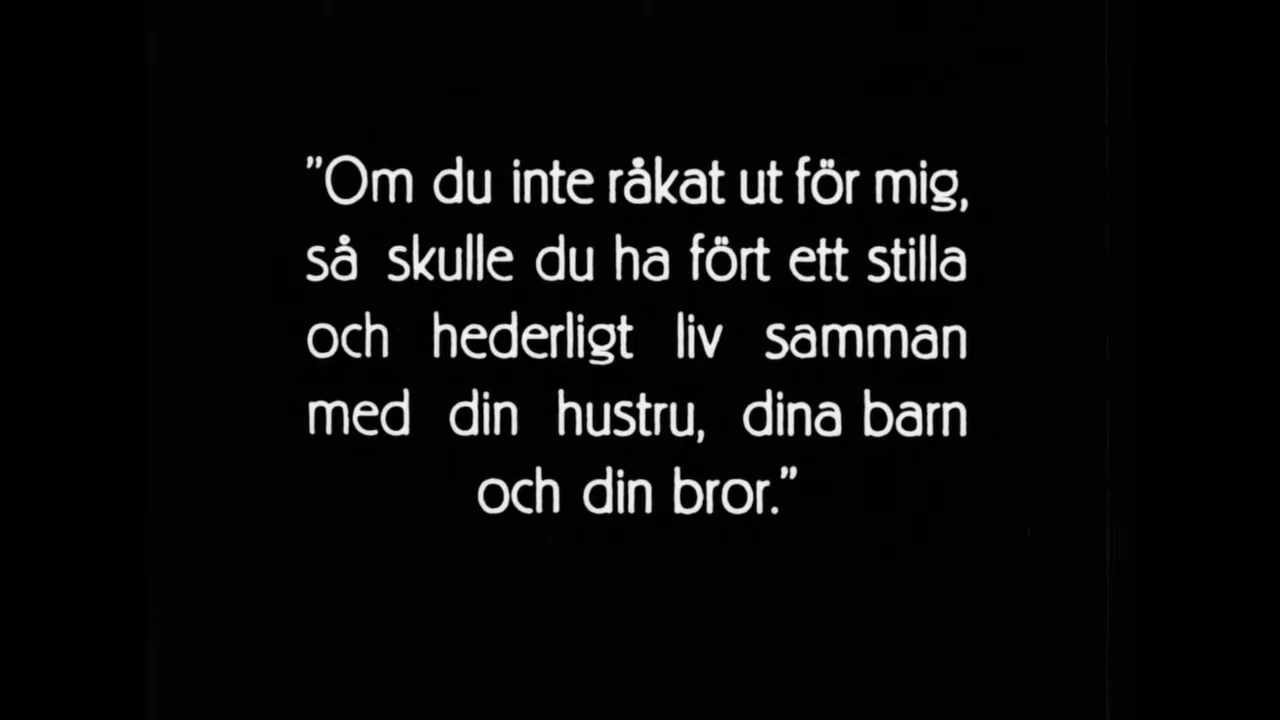 ”Om du inte råkat ut för mig,
så skulle du ha fört ett stilla
och hederligt liv samman
med din hustru, dina barn
och din bror.”